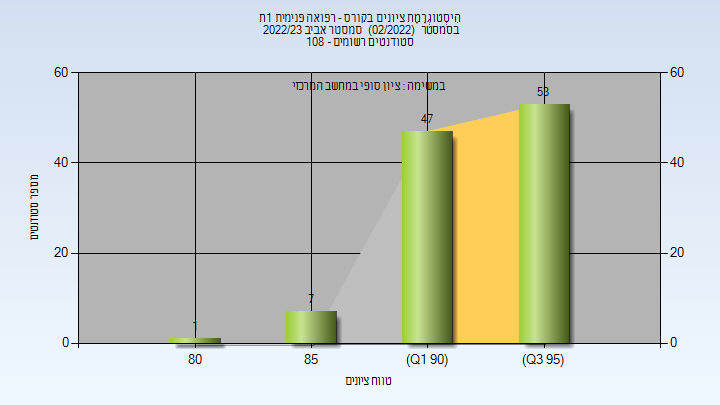 היסטוגרמת ציונים בקורס - רפואה פנימית 1ת
בסמסטר (02/2022) סמסטר אביב 2022/23
סטודנטים רשומים - 108
במשימה : ציון סופי במחשב המרכזי
60
40
20
0
60
40
20
0
1
7
47
53
80
85
(Q1 90)
(Q3 95)
מספר סטודנטים
טווח ציונים